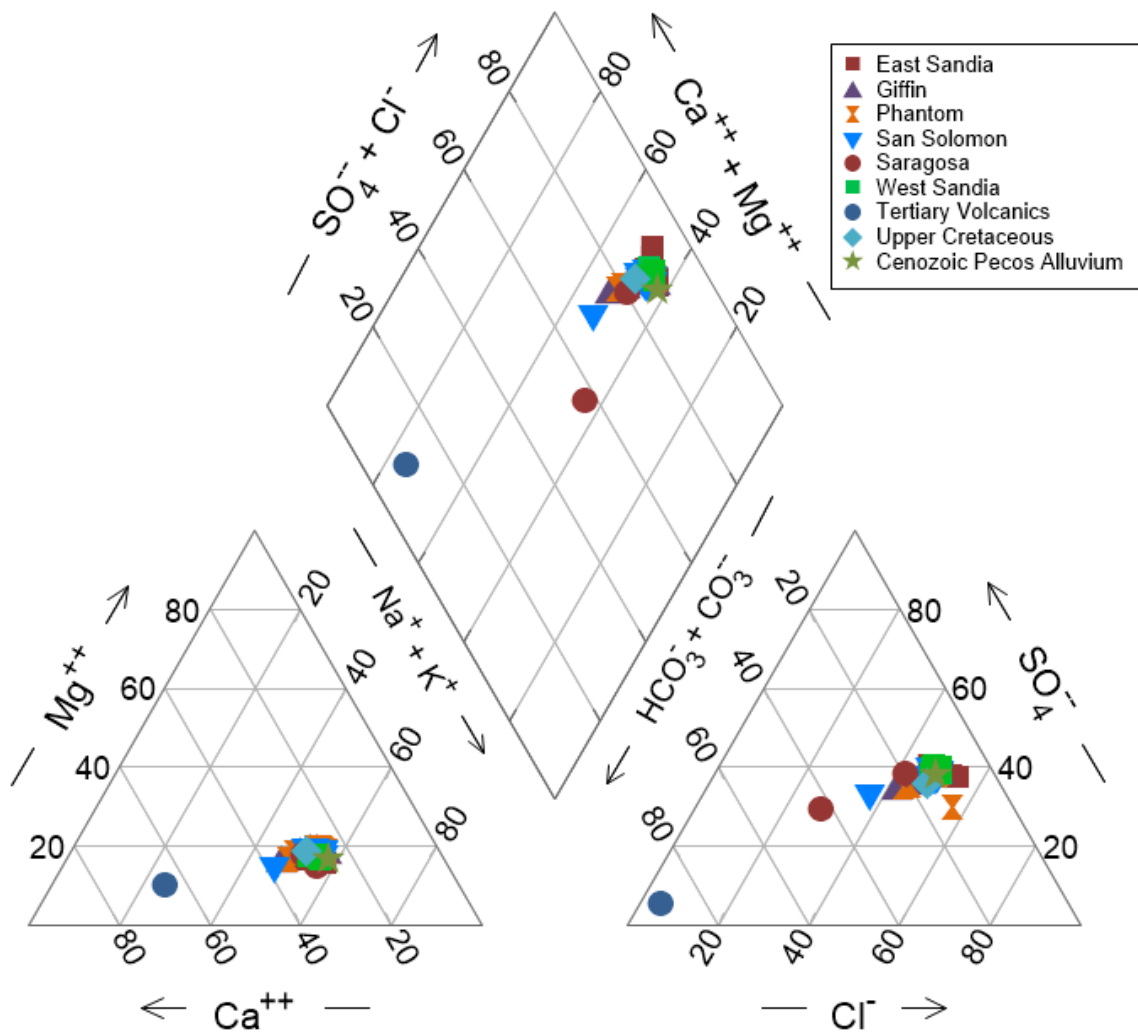 East Sandia
Giffin
Phantom
San Solomon
Saragosa
West Sandia
Tertiary Volcanics
Upper Cretaceous
Cenozoic Pecos Alluvium
SO4-- + Cl-
Ca++ + Mg++
80
60
40
20
80
60
40
20
Mg++
Na+ + K+
80
60
40
20
20
40
60
80
80
60
40
20
Ca++
HCO3- + CO3--
SO4--
20
40
60
80
80
60
40
20
20
40
60
80
Cl-